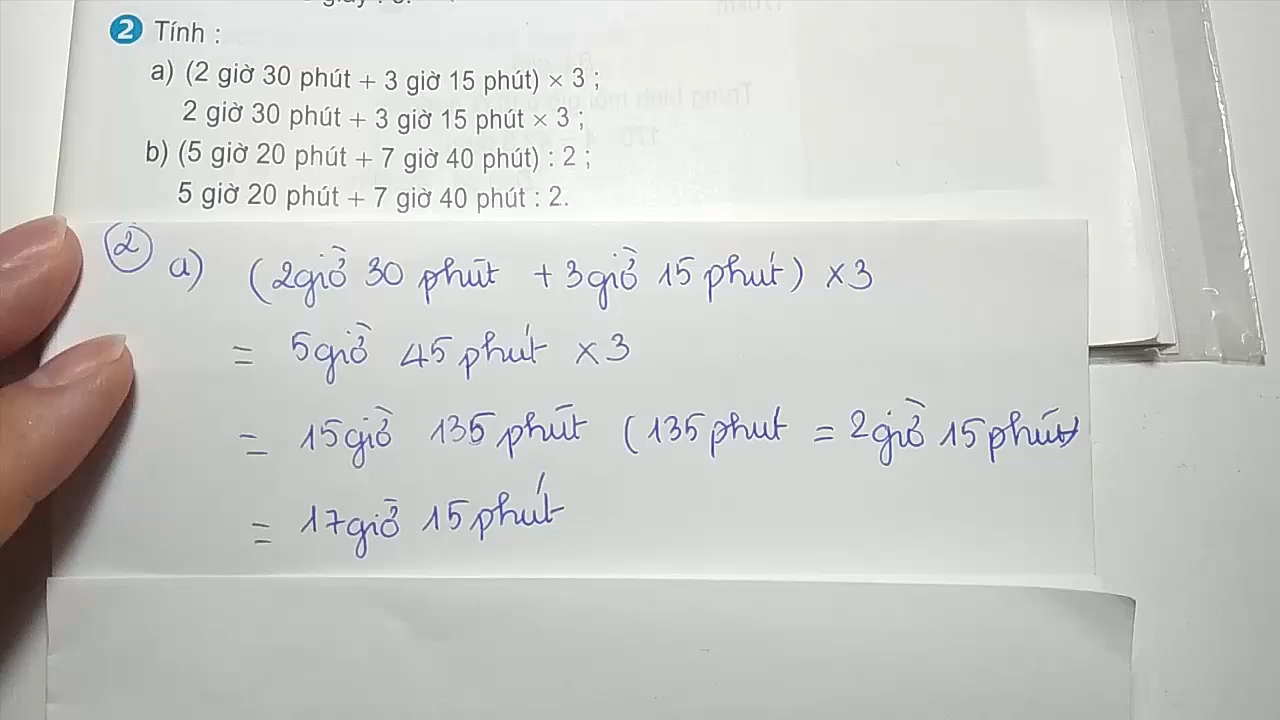 2 Tính :
a) (2 giờ 30 phút + 3 giờ 15 phút) × 3 ;
2 giờ 30 phút + 3 giờ 15 phút × 3 ;
b) (5 giờ 20 phút + 7 giờ 40 phút) : 2 ;
5 giờ 20 phút + 7 giờ 40 phút : 2.
2 a) (2giờ 30 phút + 3giờ 15 phút) ×3
= 5giờ 45 phút ×3
= 15giờ 135 phút (135 phut = 2giờ 15 phút
= 17giờ 15 phút